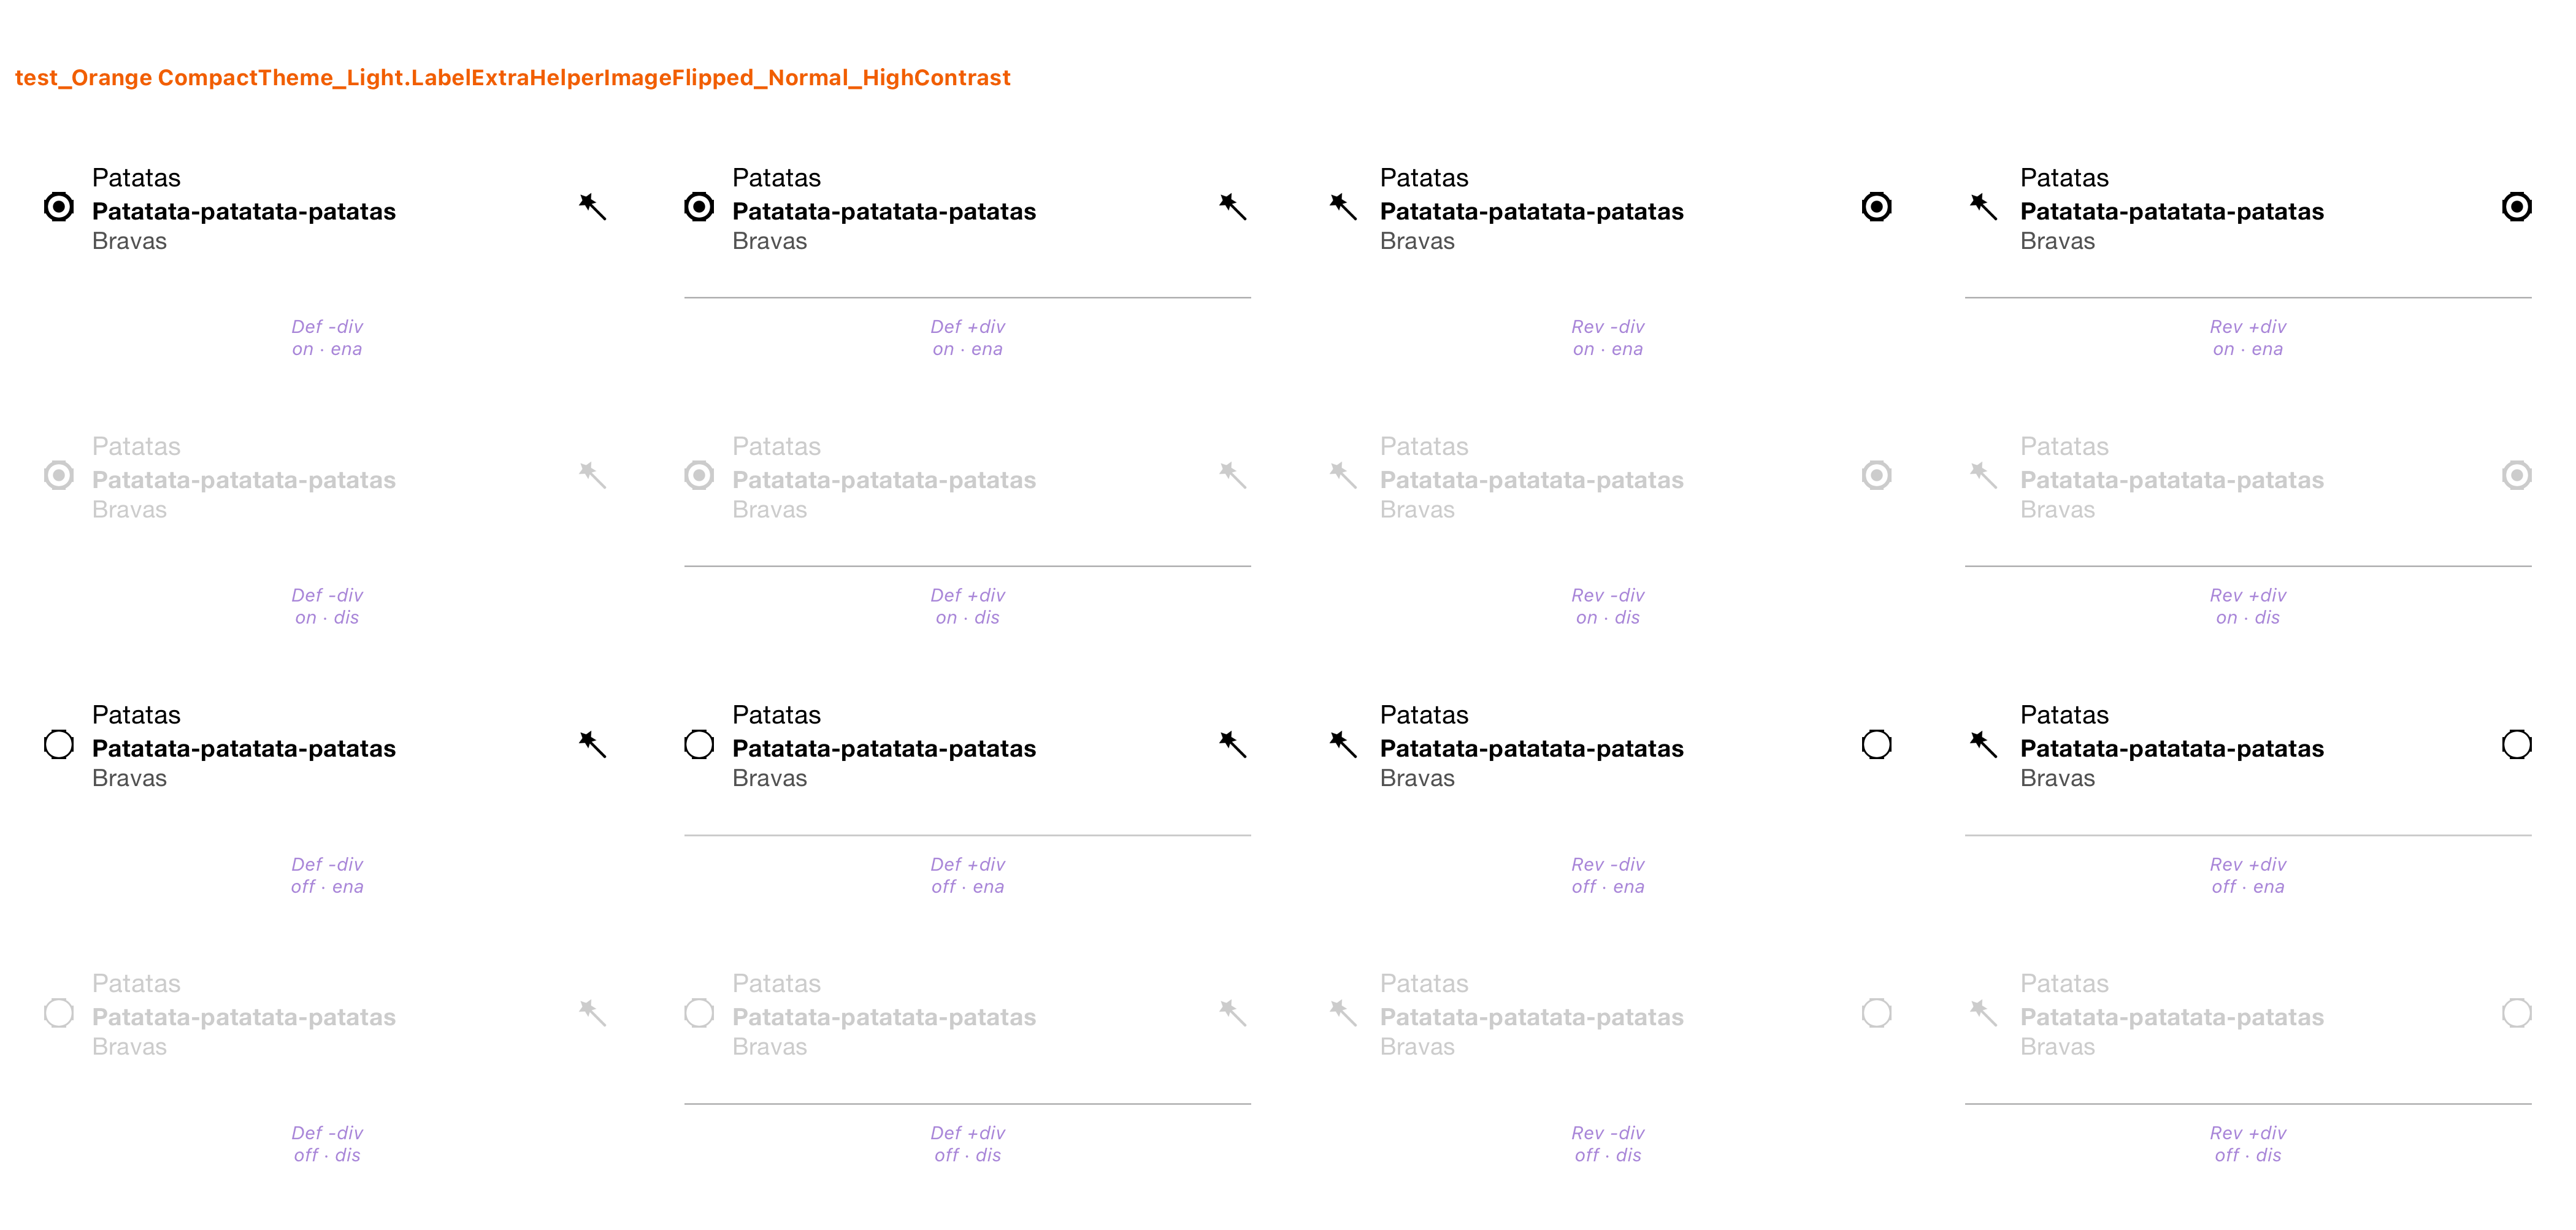 test_Orange CompactTheme_Light.LabelExtraHelperImageFlipped_Normal_HighContrast
Patatas
Patatata-patatata-patatas
Bravas
Def -div
on · ena
Patatas
Patatata-patatata-patatas
Bravas
Def +div
on · ena
Patatas
Patatata-patatata-patatas
Bravas
Rev -div
on · ena
Patatas
Patatata-patatata-patatas
Bravas
Rev +div
on · ena
Patatas
Patatata-patatata-patatas
Bravas
Def -div
on · dis
Patatas
Patatata-patatata-patatas
Bravas
Def +div
on · dis
Patatas
Patatata-patatata-patatas
Bravas
Rev -div
on · dis
Patatas
Patatata-patatata-patatas
Bravas
Rev +div
on · dis
Patatas
Patatata-patatata-patatas
Bravas
Def -div
off · ena
Patatas
Patatata-patatata-patatas
Bravas
Def +div
off · ena
Patatas
Patatata-patatata-patatas
Bravas
Rev -div
off · ena
Patatas
Patatata-patatata-patatas
Bravas
Rev +div
off · ena
Patatas
Patatata-patatata-patatas
Bravas
Def -div
off · dis
Patatas
Patatata-patatata-patatas
Bravas
Def +div
off · dis
Patatas
Patatata-patatata-patatas
Bravas
Rev -div
off · dis
Patatas
Patatata-patatata-patatas
Bravas
Rev +div
off · dis